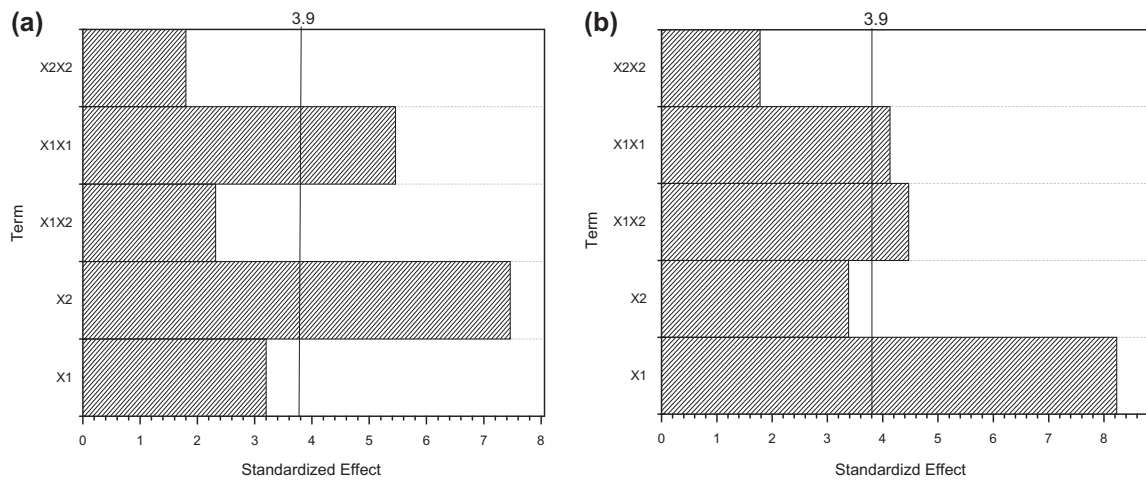 (a)
3.9
X2X2
X1X1
X1X2
X2
X1
Term
0 1 2 3 4 5 6 7 8
Standardized Effect
(b)
3.9
X2X2
X1X1
X1X2
X2
X1
Term
0 1 2 3 4 5 6 7 8
Standardizd Effect